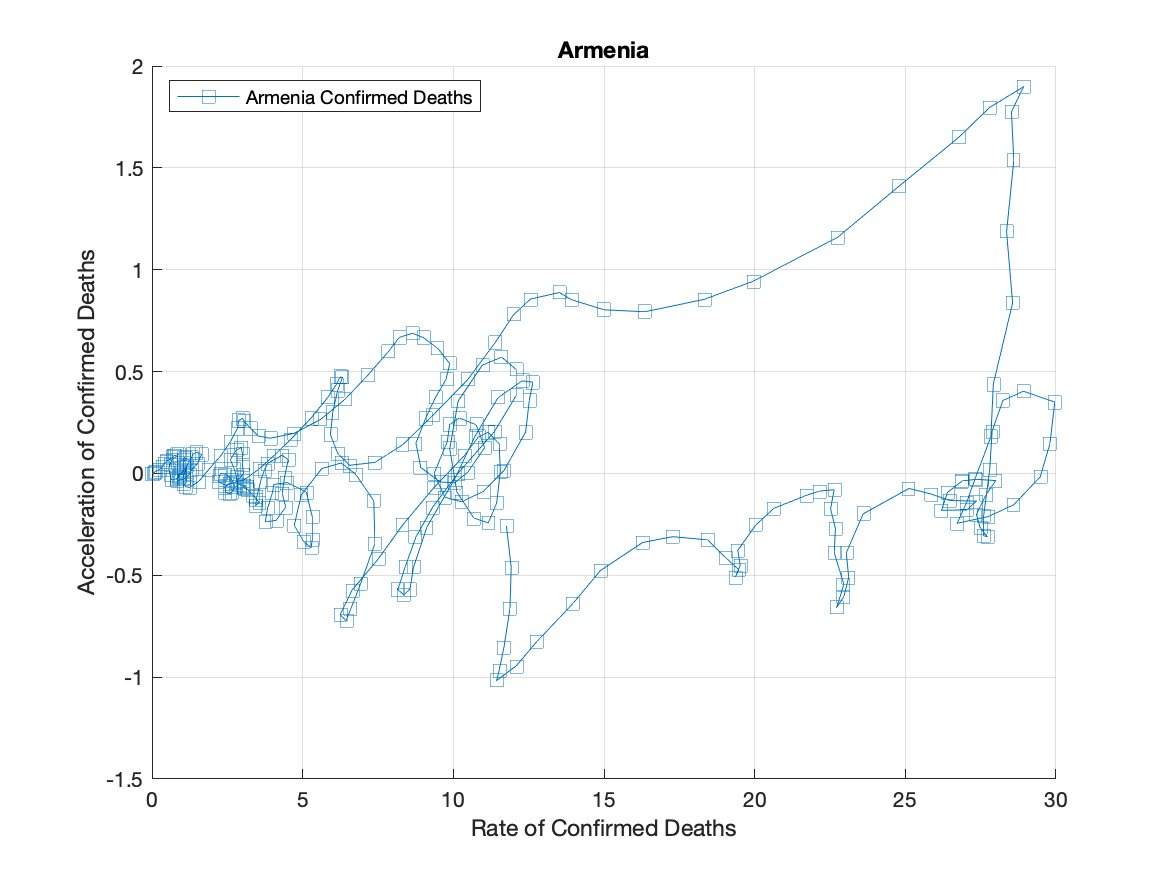 Armenia
Armenia Confirmed Deaths
2
1.5
1
0.5
0
-0.5
-1
-1.5
Acceleration of Confirmed Deaths
0 5 10 15 20 25 30
Rate of Confirmed Deaths